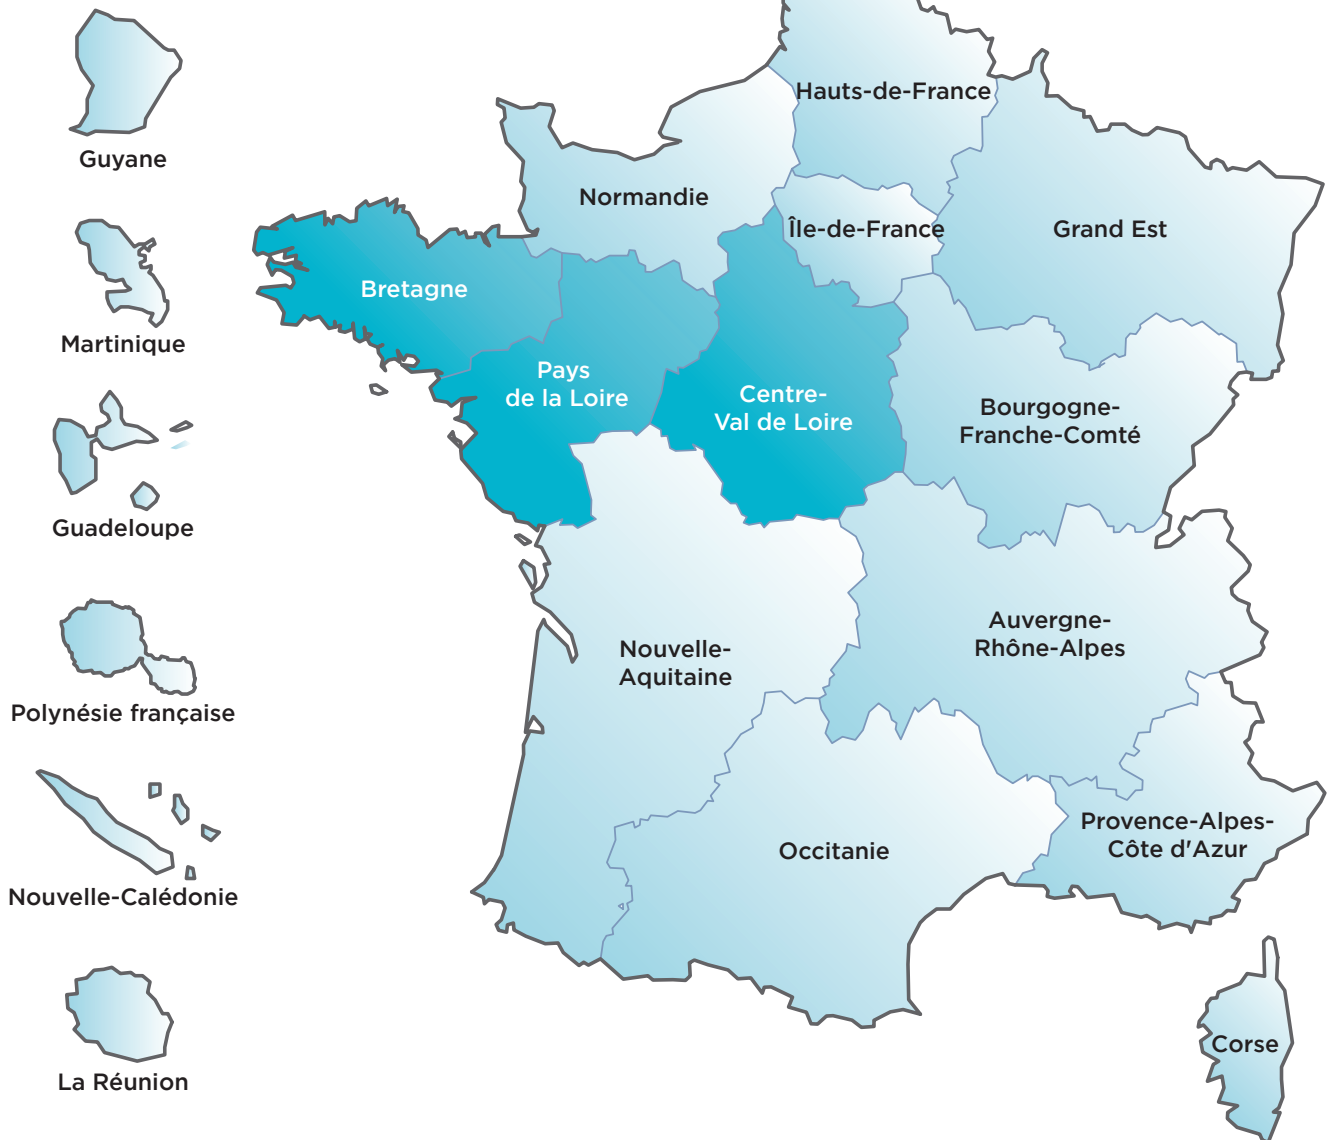 Guyane
Martinique
Guadeloupe
Polynésie française
Nouvelle-Calédonie
La Réunion
Hauts-de-France
Normandie
Île-de-France
Grand Est
Bretagne
Pays
de la Loire
Centre-
Val de Loire
Bourgogne-
Franche-Comté
Nouvelle-
Aquitaine
Auvergne-
Rhône-Alpes
Occitanie
Provence-Alpes-
Côte d'Azur
Corse